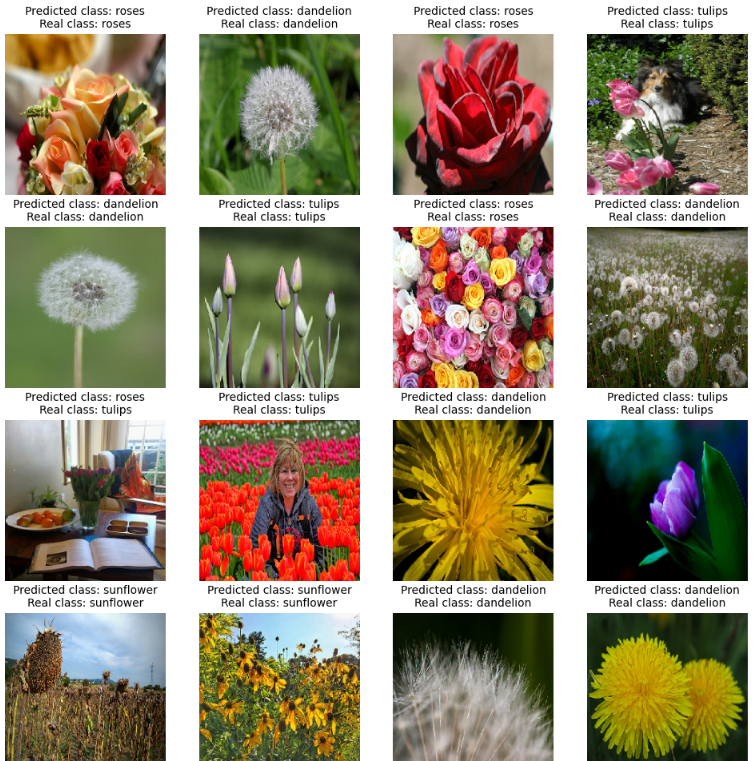 Predicted class: roses
Real class: roses
Predicted class: dandelion
Real class: dandelion
Predicted class: roses
Real class: roses
Predicted class: tulips
Real class: tulips
Predicted class: dandelion
Real class: dandelion
Predicted class: tulips
Real class: tulips
Predicted class: roses
Real class: roses
Predicted class: dandelion
Real class: dandelion
Predicted class: roses
Real class: tulips
Predicted class: tulips
Real class: tulips
Predicted class: dandelion
Real class: dandelion
Predicted class: tulips
Real class: tulips
Predicted class: sunflower
Real class: sunflower
Predicted class: sunflower
Real class: sunflower
Predicted class: dandelion
Real class: dandelion
Predicted class: dandelion
Real class: dandelion